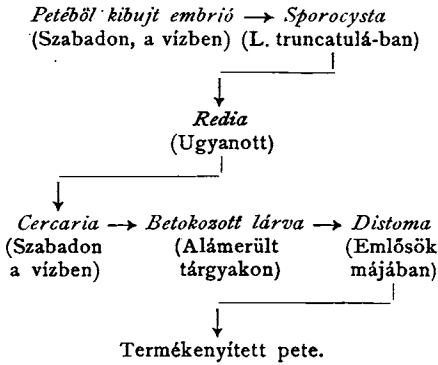 Petéből kibujt embrió → Sporocysta
(Szabadon, a vízben) (L. truncatulá-ban)
Redia
(Ugyanott)
Cercaria → Betokozott lárva → Distoma
(Szabadon (Alámerült (Emlősök
a vízben) tárgyakon) májában)
Termékenyített pete.